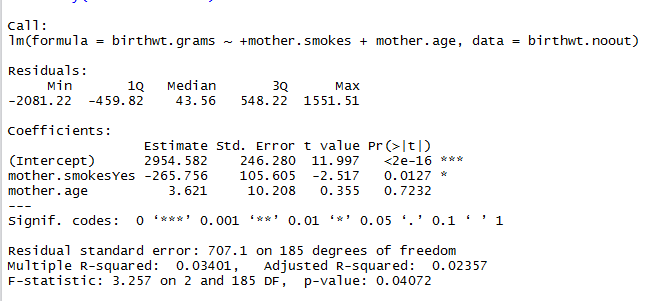 Call:
lm(formula = birthwt.grams ~ +mother.smokes + mother.age, data = birthwt.noout)
Residuals:
Min 1Q Median 3Q Max
-2081.22 -459.82 43.56 548.22 1551.51
Coefficients:
Estimate Std. Error t value Pr(>|t|)
(Intercept) 2954.582 246.280 11.997 <2e-16 ***
mother.smokesYes -265.756 105.605 -2.517 0.0127 *
mother.age 3.621 10.208 0.355 0.7232
---
Signif. codes: 0 ‘***’ 0.001 ‘**’ 0.01 ‘*’ 0.05 ‘.’ 0.1 ‘ ’ 1
Residual standard error: 707.1 on 185 degrees of freedom
Multiple R-squared: 0.03401, Adjusted R-squared: 0.02357
F-statistic: 3.257 on 2 and 185 DF, p-value: 0.04072